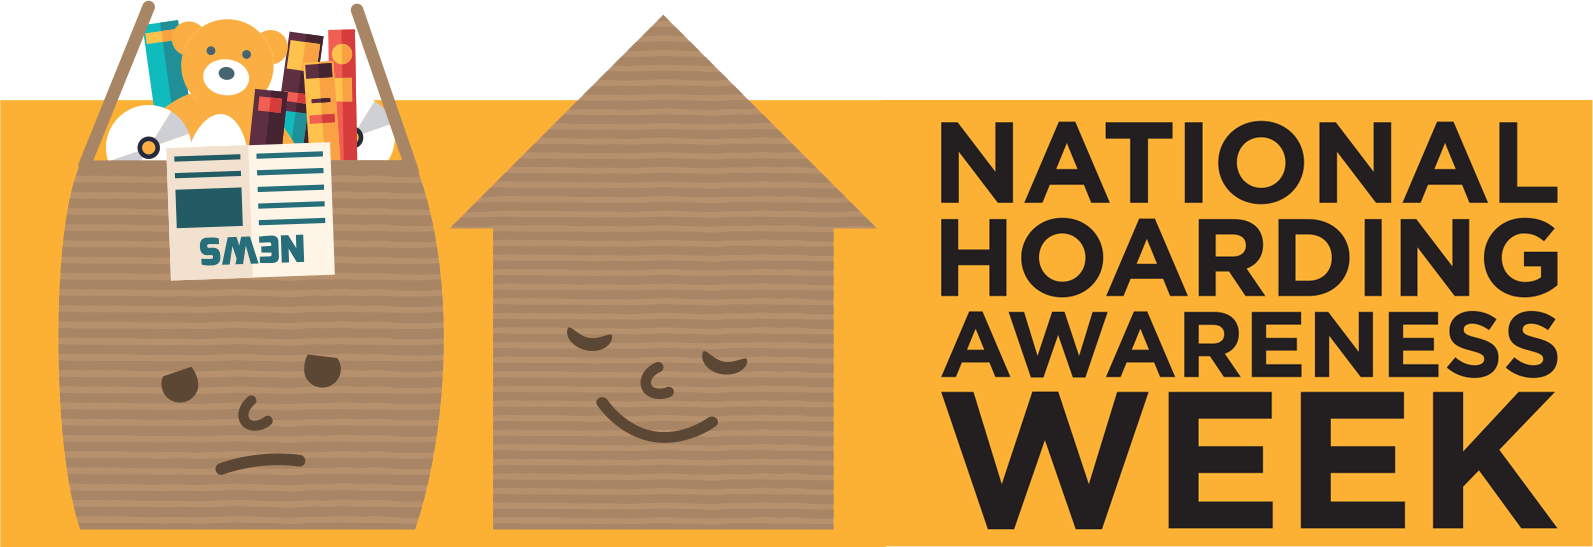 NEWS
NATIONAL
HOARDING
AWARENESS
WEEK